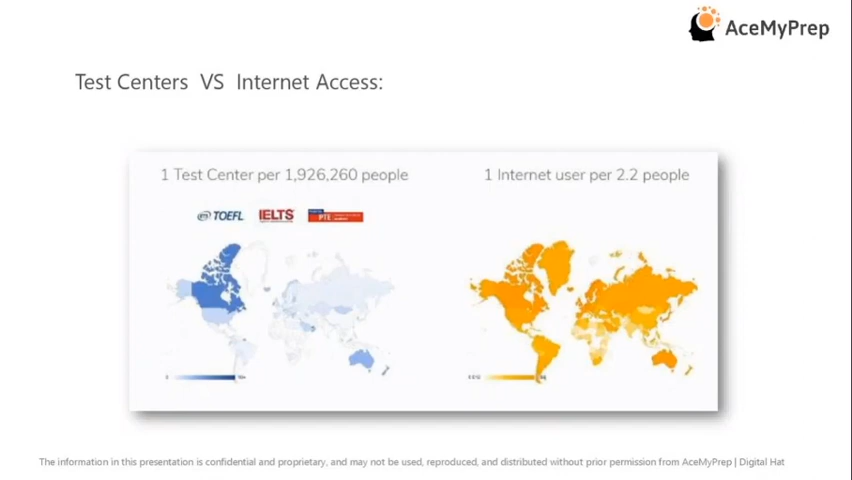 AceMyPrep
Test Centers VS Internet Access:
1 Test Center per 1,926,260 people
1 Internet user per 2.2 people
TOEFL IELTS PTE
The information in this presentation is confidential and proprietary, and may not be used, reproduced, and distributed without prior permission from AceMyPrep | Digital Hat